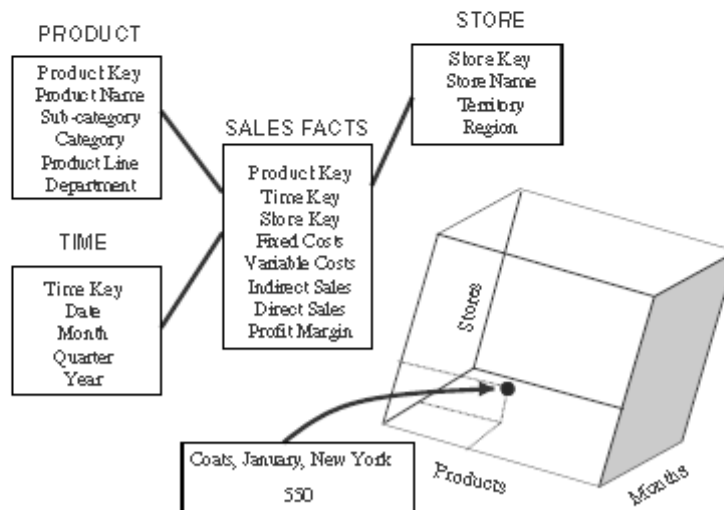 PRODUCT
Product Key
Product Name
Sub-category
Category
Product Line
Department
STORE
Store Key
Store Name
Territory
Region
SALES FACTS
Product Key
Time Key
Store Key
Fixed Costs
Variable Costs
Indirect Sales
Direct Sales
Profit Margin
TIME
Time Key
Date
Month
Quarter
Year
Stores
Products
Months
Coats, January, New York
550